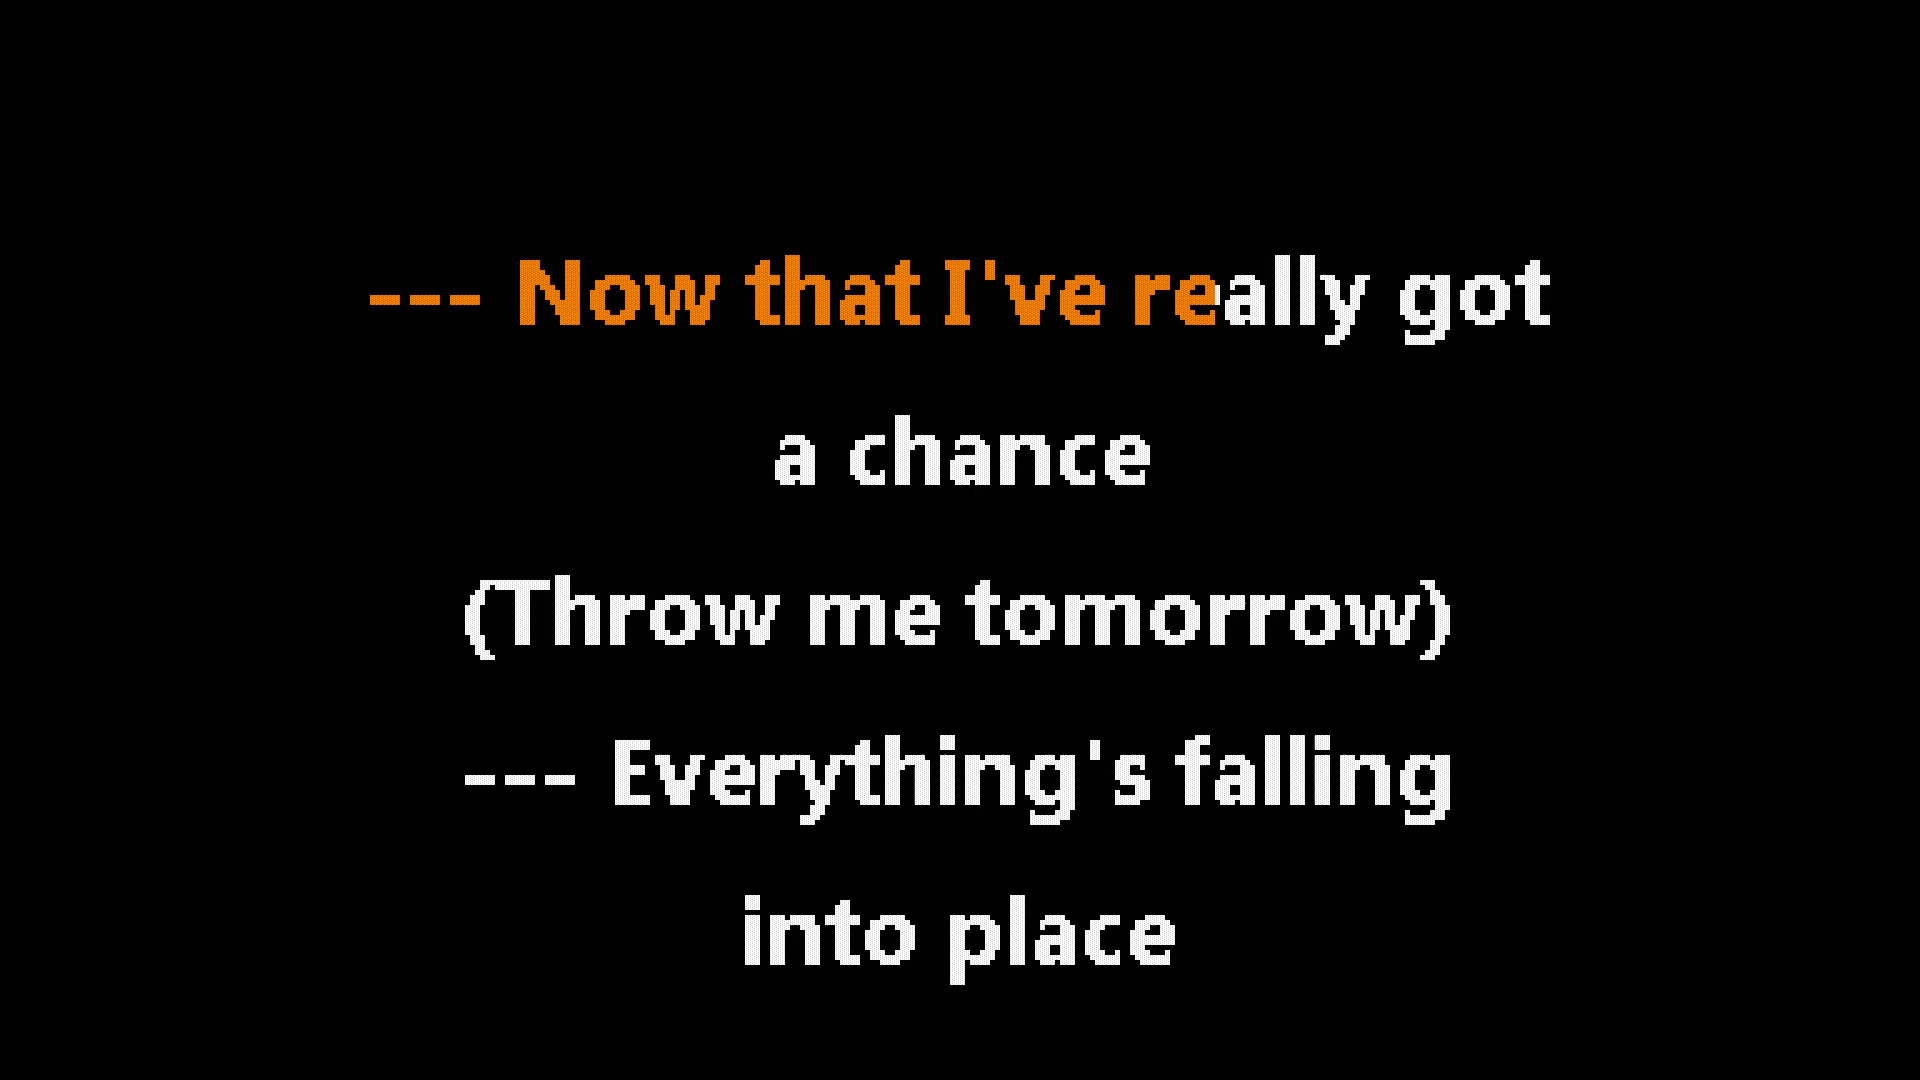 --- Now that I've really got
a chance
(Throw me tomorrow)
--- Everything's falling
into place